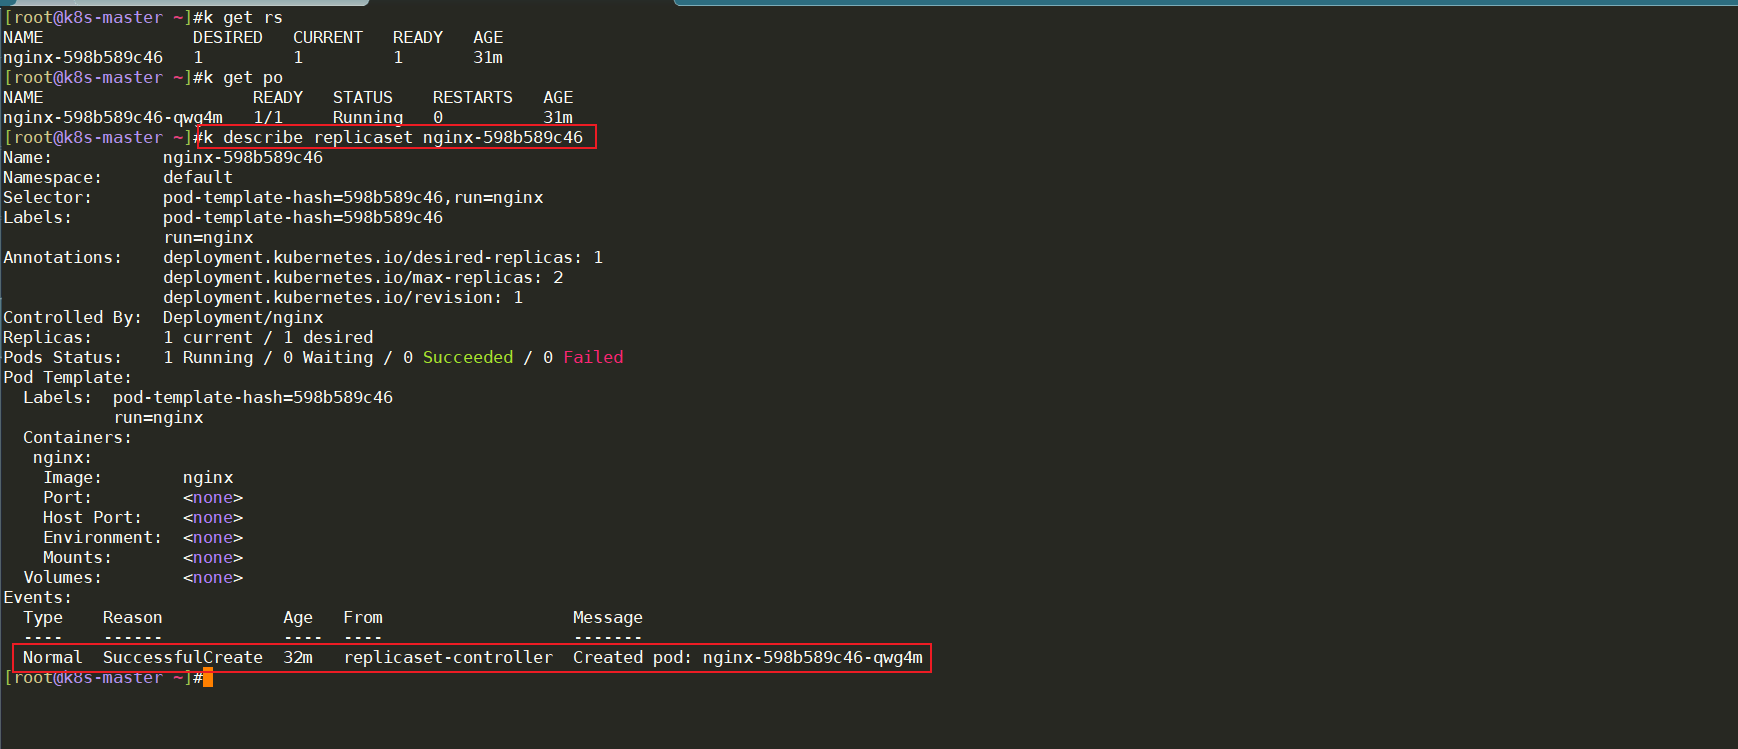 [root@k8s-master ~]#k get rs
NAME               DESIRED   CURRENT   READY   AGE
nginx-598b589c46   1         1         1       31m
[root@k8s-master ~]#k get po
NAME                     READY   STATUS    RESTARTS   AGE
nginx-598b589c46-qwg4m   1/1     Running   0          31m
[root@k8s-master ~]#k describe replicaset nginx-598b589c46
Name:           nginx-598b589c46
Namespace:      default
Selector:       pod-template-hash=598b589c46,run=nginx
Labels:         pod-template-hash=598b589c46
                run=nginx
Annotations:    deployment.kubernetes.io/desired-replicas: 1
                deployment.kubernetes.io/max-replicas: 2
                deployment.kubernetes.io/revision: 1
Controlled By:  Deployment/nginx
Replicas:       1 current / 1 desired
Pods Status:    1 Running / 0 Waiting / 0 Succeeded / 0 Failed
Pod Template:
  Labels:  pod-template-hash=598b589c46
           run=nginx
  Containers:
   nginx:
    Image:        nginx
    Port:         <none>
    Host Port:    <none>
    Environment:  <none>
    Mounts:       <none>
  Volumes:        <none>
Events:
  Type    Reason            Age   From                   Message
  ----    ------            ----  ----                   -------
  Normal  SuccessfulCreate  32m   replicaset-controller  Created pod: nginx-598b589c46-qwg4m
[root@k8s-master ~]#